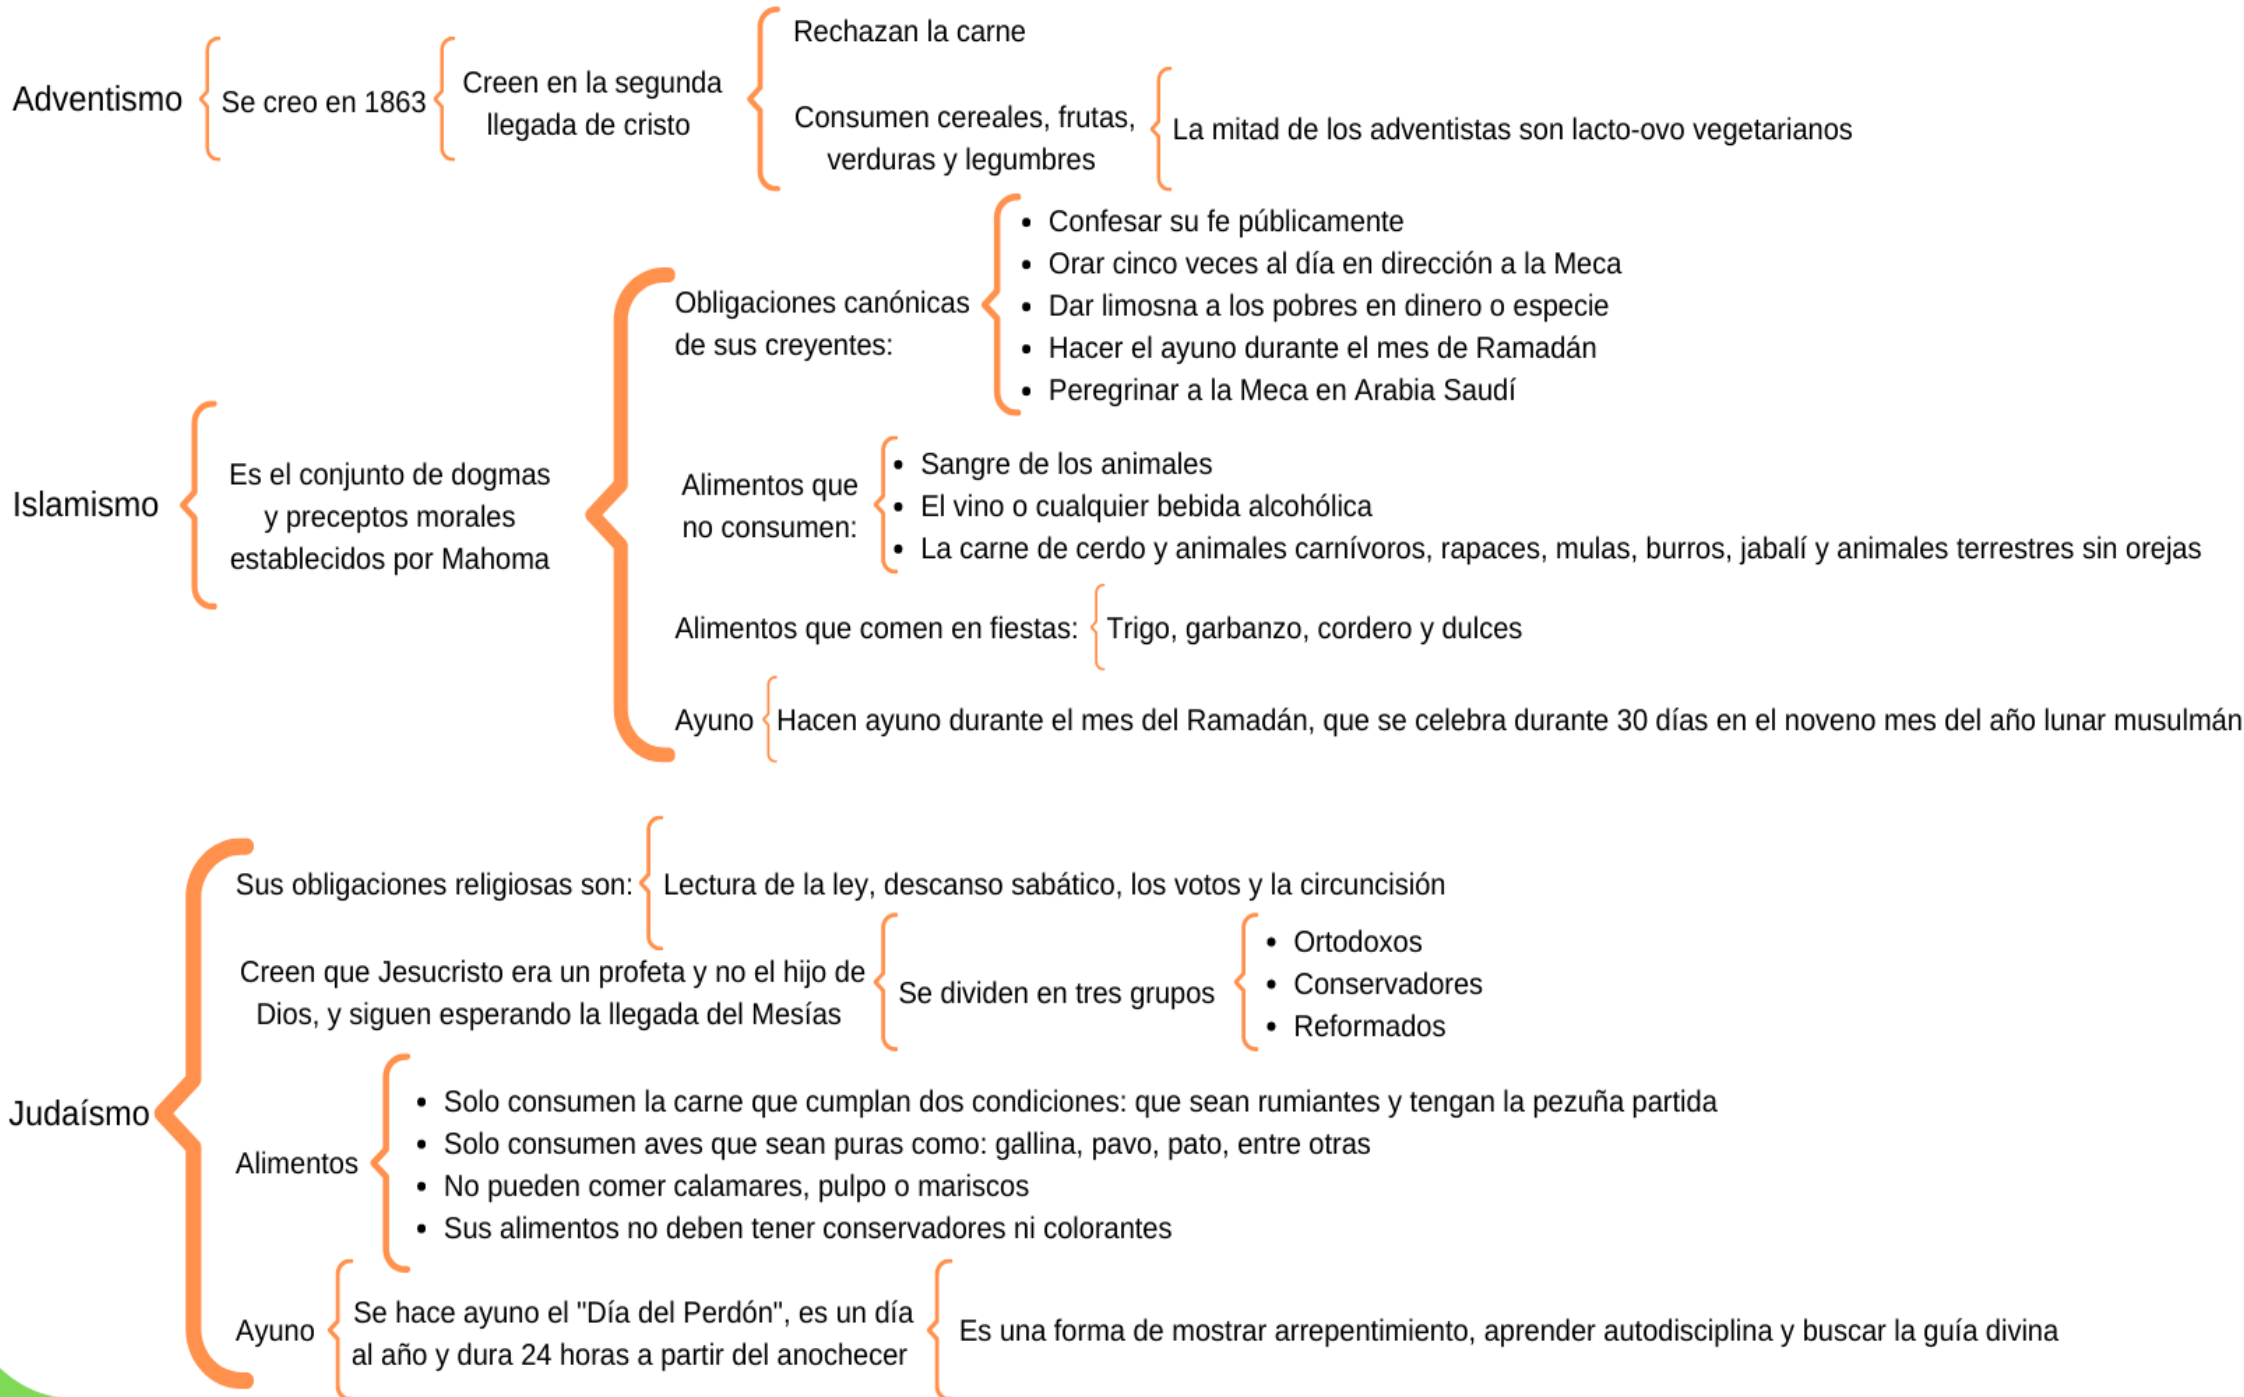 Adventismo
Se creo en 1863
Creen en la segunda
llegada de cristo
Rechazan la carne
Consumen cereales, frutas,
verduras y legumbres
La mitad de los adventistas son lacto-ovo vegetarianos
Islamismo
Es el conjunto de dogmas
y preceptos morales
establecidos por Mahoma
Obligaciones canónicas
de sus creyentes:
• Confesar su fe públicamente
• Orar cinco veces al día en dirección a la Meca
• Dar limosna a los pobres en dinero o especie
• Hacer el ayuno durante el mes de Ramadán
• Peregrinar a la Meca en Arabia Saudí
Alimentos que
no consumen:
• Sangre de los animales
• El vino o cualquier bebida alcohólica
• La carne de cerdo y animales carnívoros, rapaces, mulas, burros, jabalí y animales terrestres sin orejas
Alimentos que comen en fiestas:
Trigo, garbanzo, cordero y dulces
Ayuno
Hacen ayuno durante el mes del Ramadán, que se celebra durante 30 días en el noveno mes del año lunar musulmán
Judaísmo
Sus obligaciones religiosas son:
Lectura de la ley, descanso sabático, los votos y la circuncisión
Creen que Jesucristo era un profeta y no el hijo de
Dios, y siguen esperando la llegada del Mesías
Se dividen en tres grupos
• Ortodoxos
• Conservadores
• Reformados
Alimentos
• Solo consumen la carne que cumplan dos condiciones: que sean rumiantes y tengan la pezuña partida
• Solo consumen aves que sean puras como: gallina, pavo, pato, entre otras
• No pueden comer calamares, pulpo o mariscos
• Sus alimentos no deben tener conservadores ni colorantes
Ayuno
Se hace ayuno el "Día del Perdón", es un día
al año y dura 24 horas a partir del anochecer
Es una forma de mostrar arrepentimiento, aprender autodisciplina y buscar la guía divina